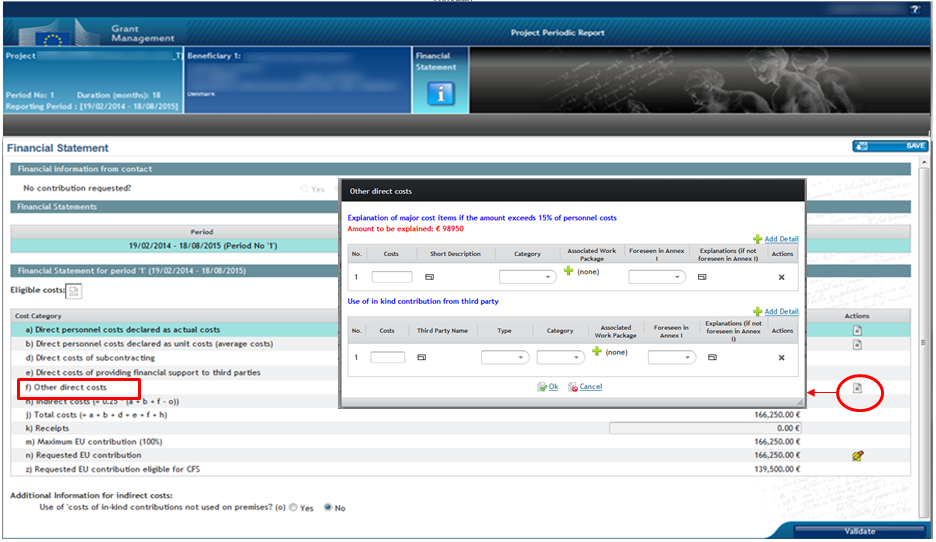 Grant
Management
Project Periodic Report
?
Project
_T]
Beneficiary 1:
Financial
Statement
Denmark
Period No: 1 Duration (months): 18
Reporting Period : [19/02/2014 - 18/08/2015]
Financial Statement
SAVE
Financial information from contact
No contribution requested? Yes
Financial Statements
Period
19/02/2014 - 18/08/2015 (Period No '1')
Financial Statement for period '1' (19/02/2014 - 18/08/2015)
Eligible costs:
Cost Category
Actions
a) Direct personnel costs declared as actual costs
b) Direct personnel costs declared as unit costs (average costs)
d) Direct costs of subcontracting
e) Direct costs of providing financial support to third parties
f) Other direct costs
h) Indirect costs (= 0.25 * (a + b + f - o))
j) Total costs (= a + b + d + e + f + h) 166,250.00 €
k) Receipts 0.00 €
m) Maximum EU contribution (100%) 166,250.00 €
n) Requested EU contribution 166,250.00 €
z) Requested EU contribution eligible for CFS 139,500.00 €
Additional Information for indirect costs:
Use of 'costs of in-kind contributions not used on premises? (o) Yes No
Validate
Other direct costs
Explanation of major cost items if the amount exceeds 15% of personnel costs
Amount to be explained: € 98950
Add Detail
No. Costs Short Description Category Associated Work Package Foreseen in Annex I Explanations (if not foreseen in Annex I) Actions
1 (none)
Use of in kind contribution from third party
Add Detail
No. Costs Third Party Name Type Category Associated Work Package Foreseen in Annex I Explanations (if not foreseen in Annex I) Actions
1 (none)
Ok Cancel